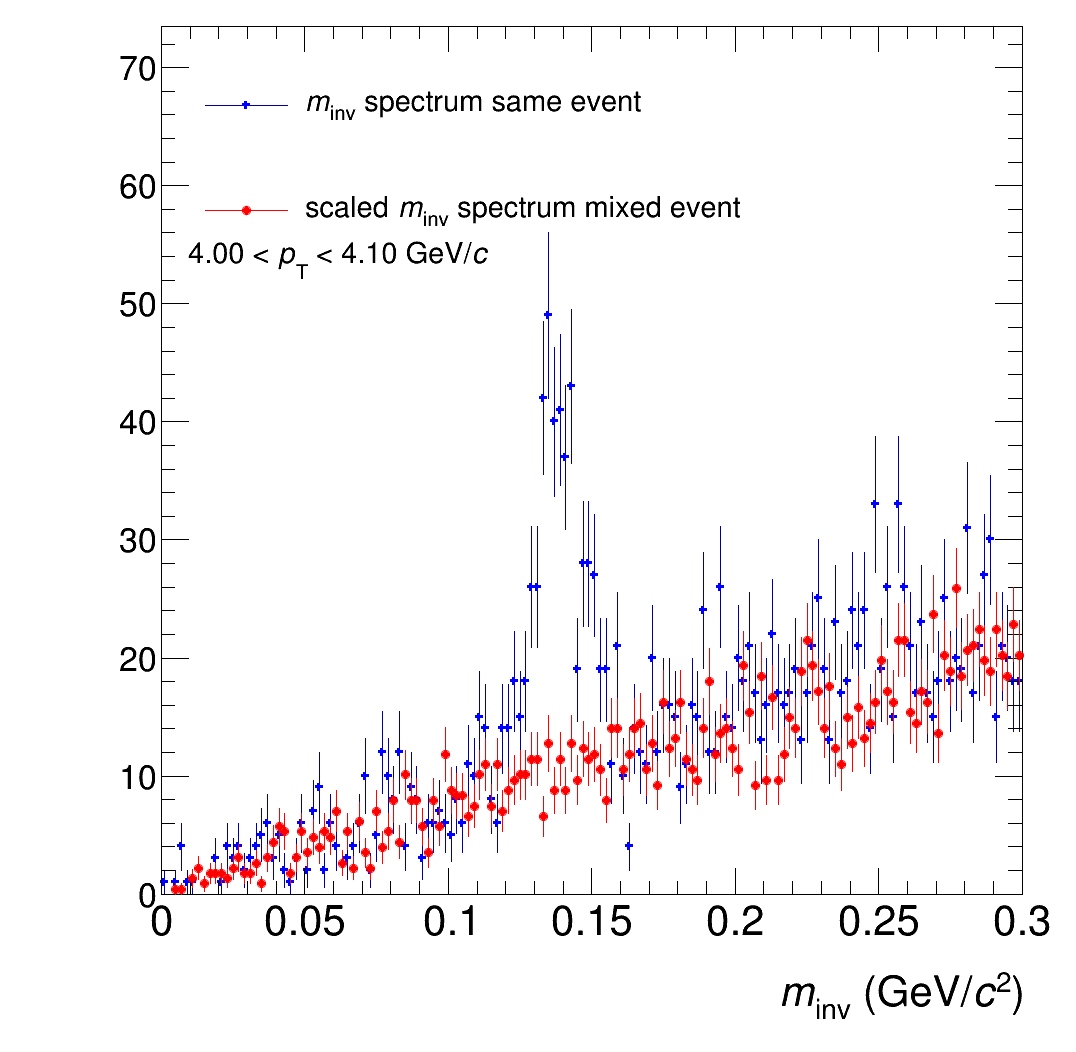 m_inv spectrum same event
scaled m_inv spectrum mixed event
4.00 < p_T < 4.10 GeV/c
70
60
50
40
30
20
10
0
0 0.05 0.1 0.15 0.2 0.25 0.3
m_inv (GeV/c²)